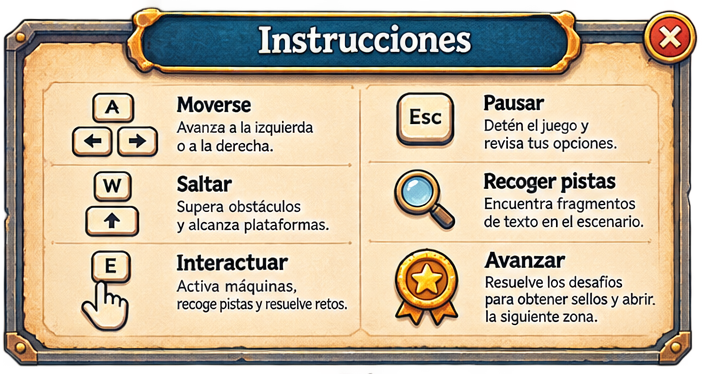 Instrucciones
A
Moverse
Avanza a la izquierda
o a la derecha.
W
Saltar
Supera obstáculos
y alcanza plataformas.
E
Interactuar
Activa máquinas,
recoge pistas y resuelve retos.
Esc
Pausar
Detén el juego y
revisa tus opciones.
Recoger pistas
Encuentra fragmentos
de texto en el escenario.
Avanzar
Resuelve los desafíos
para obtener sellos y abrir.
la siguiente zona.